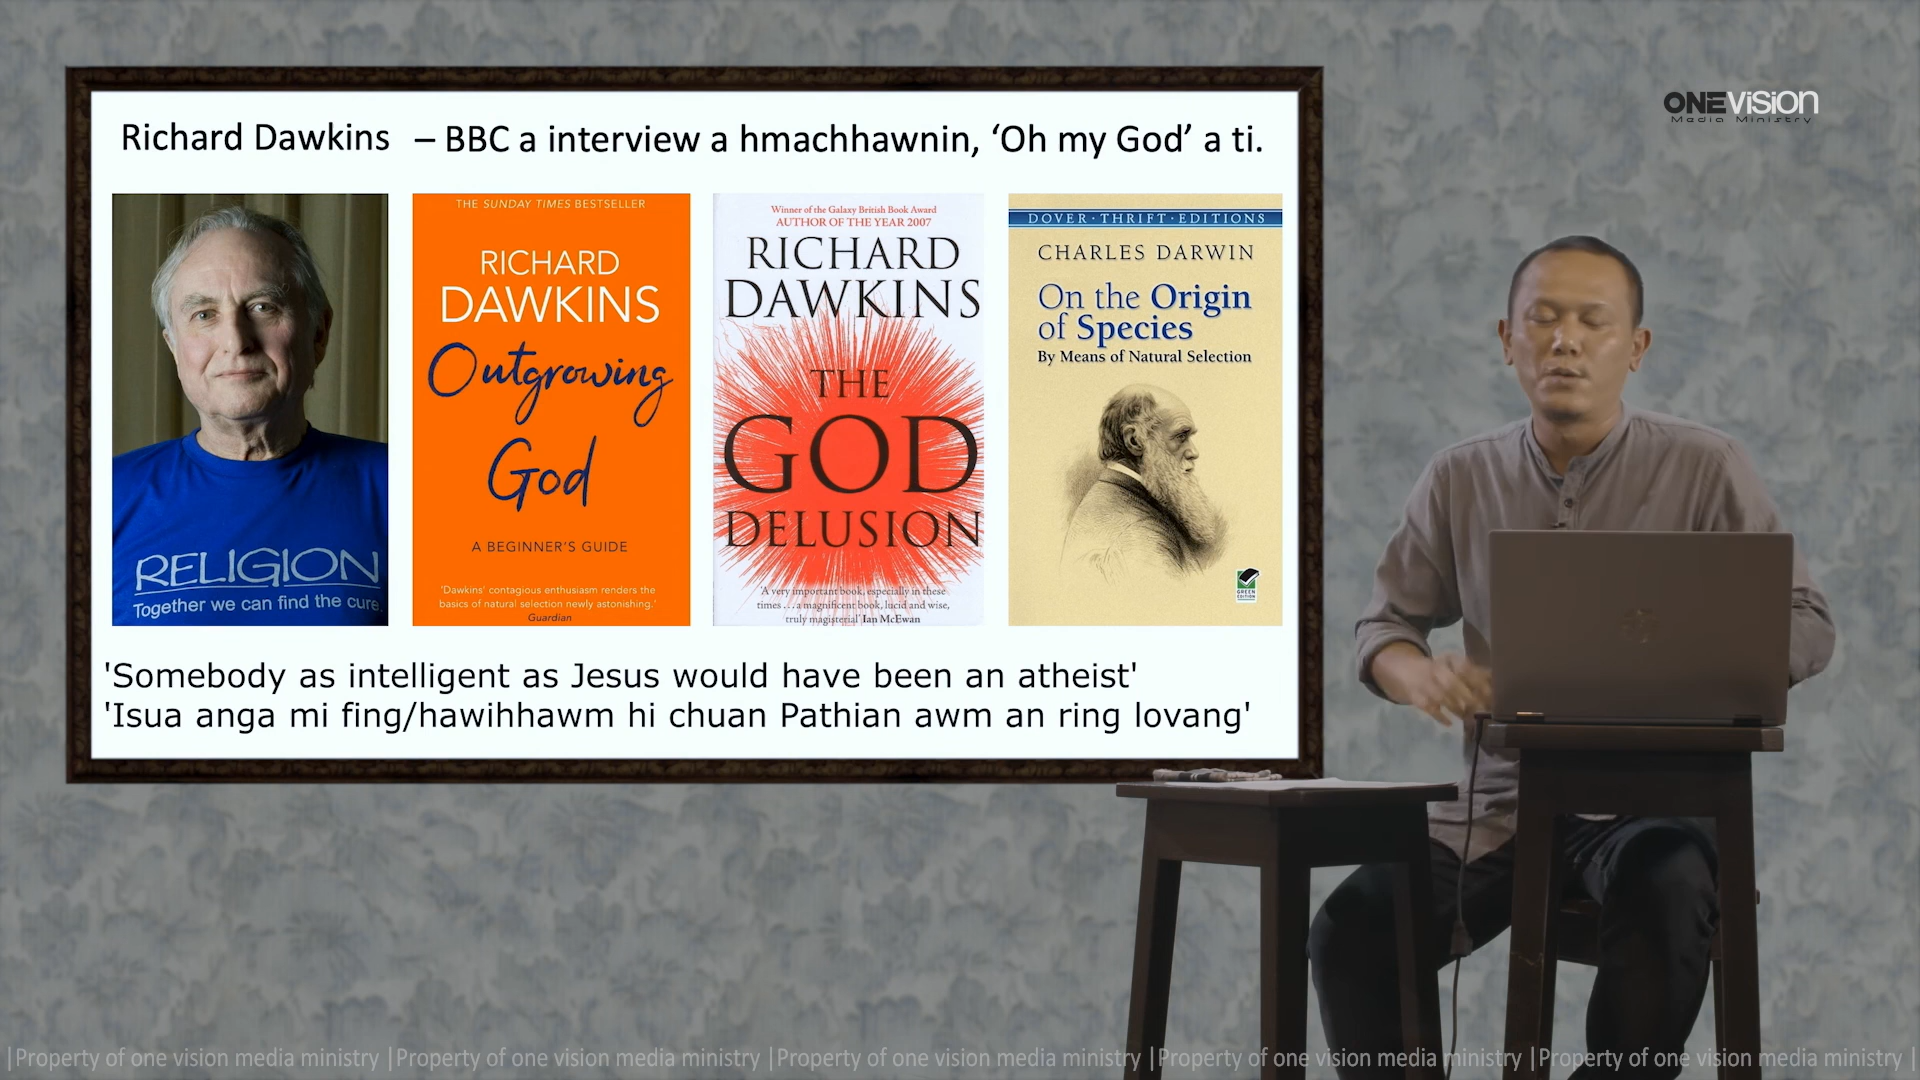 ONEVISION
Media Ministry
Richard Dawkins – BBC a interview a hmachhawnin, ‘Oh my God’ a ti.
RELIGION
Together we can find the cure.
THE SUNDAY TIMES BESTSELLER
RICHARD
DAWKINS
Outgrowing
God
A BEGINNER'S GUIDE
'Dawkins' contagious enthusiasm renders the
basics of natural selection newly astonishing.'
Guardian
Winner of the Galaxy British Book Award
AUTHOR OF THE YEAR 2007
RICHARD
DAWKINS
THE
GOD
DELUSION
'A very important book, especially in these
times . . . a magnificent book, lucid and wise,
truly magisterial' Ian McEwan
DOVER · THRIFT · EDITIONS
CHARLES DARWIN
On the Origin
of Species
By Means of Natural Selection
GREEN
EDITION
'Somebody as intelligent as Jesus would have been an atheist'
'Isua anga mi fing/hawihhawm hi chuan Pathian awm an ring lovang'
|Property of one vision media ministry |Property of one vision media ministry |Property of one vision media ministry |Property of one vision media ministry |Property of one vision media ministry |